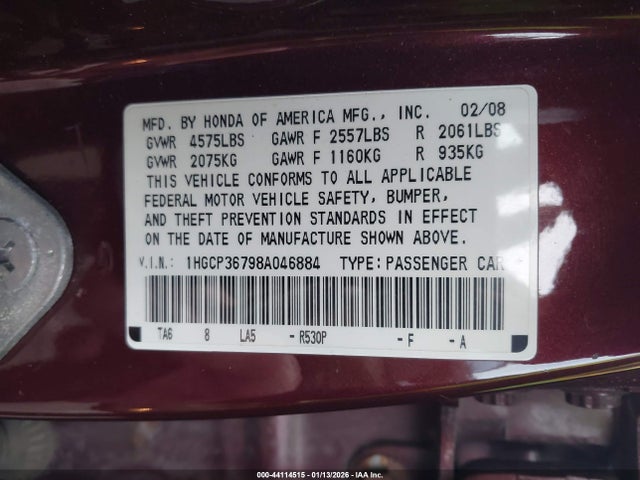 MFD. BY HONDA OF AMERICA MFG., INC. 02/08
GVWR 4575LBS GAWR F 2557LBS R 2061LBS
GVWR 2075KG GAWR F 1160KG R 935KG
THIS VEHICLE CONFORMS TO ALL APPLICABLE
FEDERAL MOTOR VEHICLE SAFETY, BUMPER,
AND THEFT PREVENTION STANDARDS IN EFFECT
ON THE DATE OF MANUFACTURE SHOWN ABOVE.
V.I.N.: 1HGCP36798A046884 TYPE: PASSENGER CAR
TA6 8 LA5 - R530P - F - A
000-44114515 - 01/13/2026 - IAA Inc.